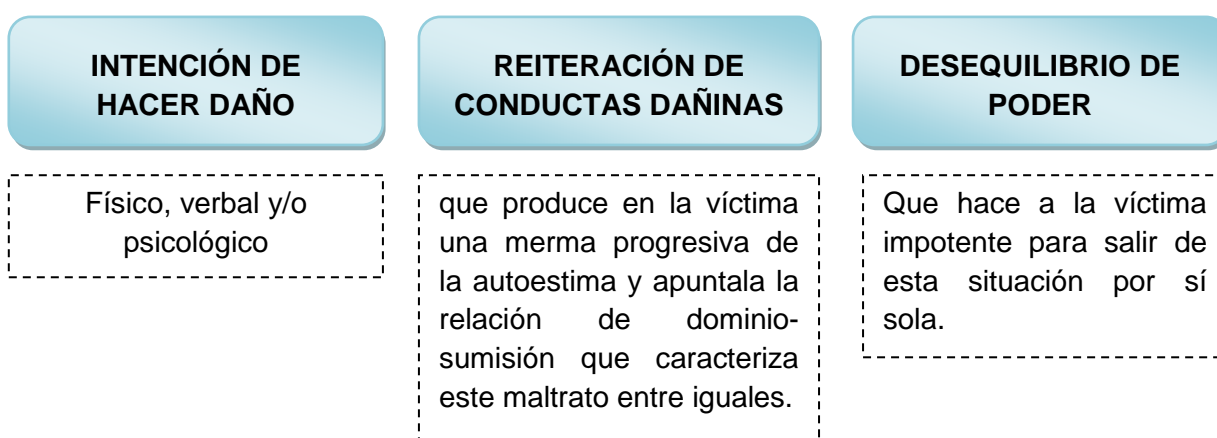 INTENCIÓN DE
HACER DAÑO
Físico, verbal y/o
psicológico
REITERACIÓN DE
CONDUCTAS DAÑINAS
que produce en la víctima
una merma progresiva de
la autoestima y apuntala la
relación de dominio-
sumisión que caracteriza
este maltrato entre iguales.
DESEQUILIBRIO DE
PODER
Que hace a la víctima
impotente para salir de
esta situación por sí
sola.